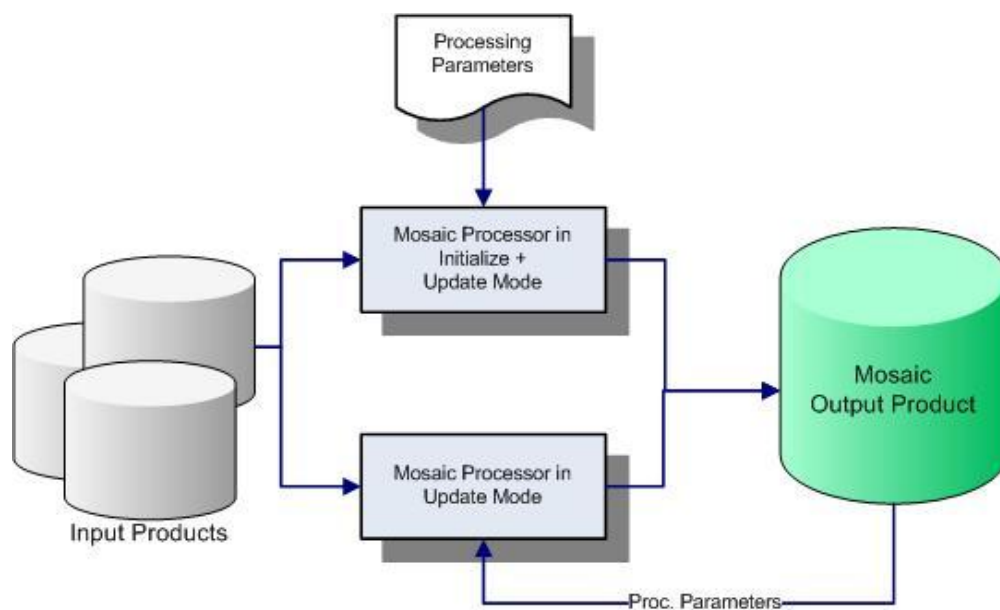 Processing
Parameters
Mosaic Processor in
Initialize +
Update Mode
Mosaic
Output Product
Mosaic Processor in
Update Mode
Input Products
Proc. Parameters